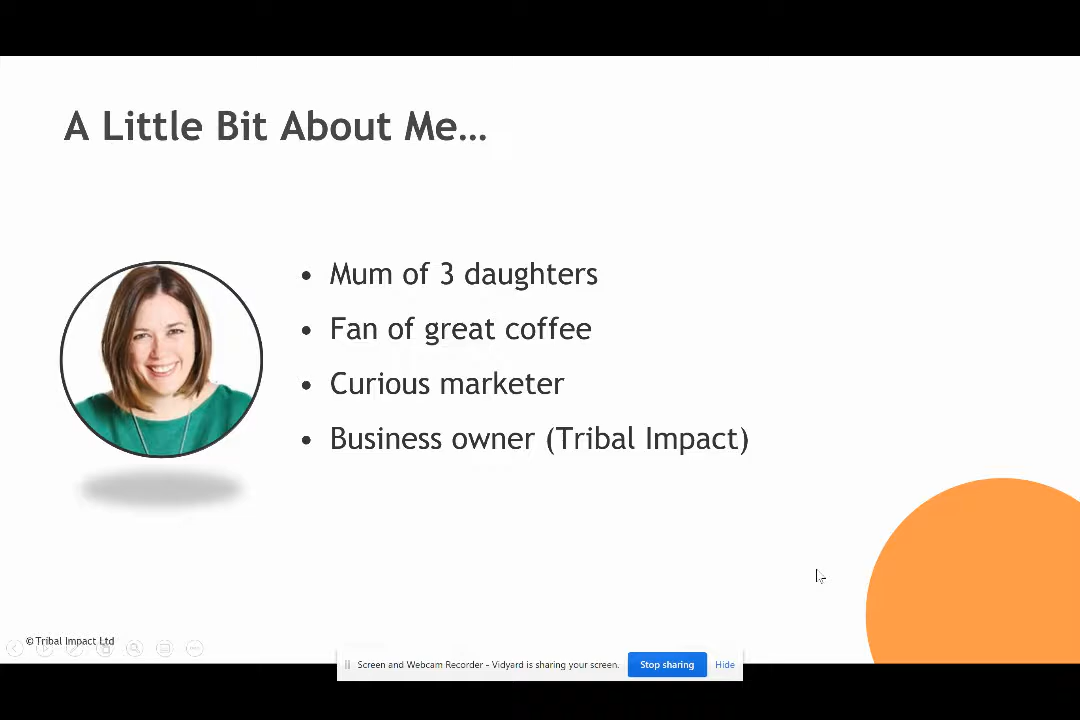 A Little Bit About Me...
• Mum of 3 daughters
• Fan of great coffee
• Curious marketer
• Business owner (Tribal Impact)
© Tribal Impact Ltd
Screen and Webcam Recorder - Vidyard is sharing your screen.
Stop sharing
Hide